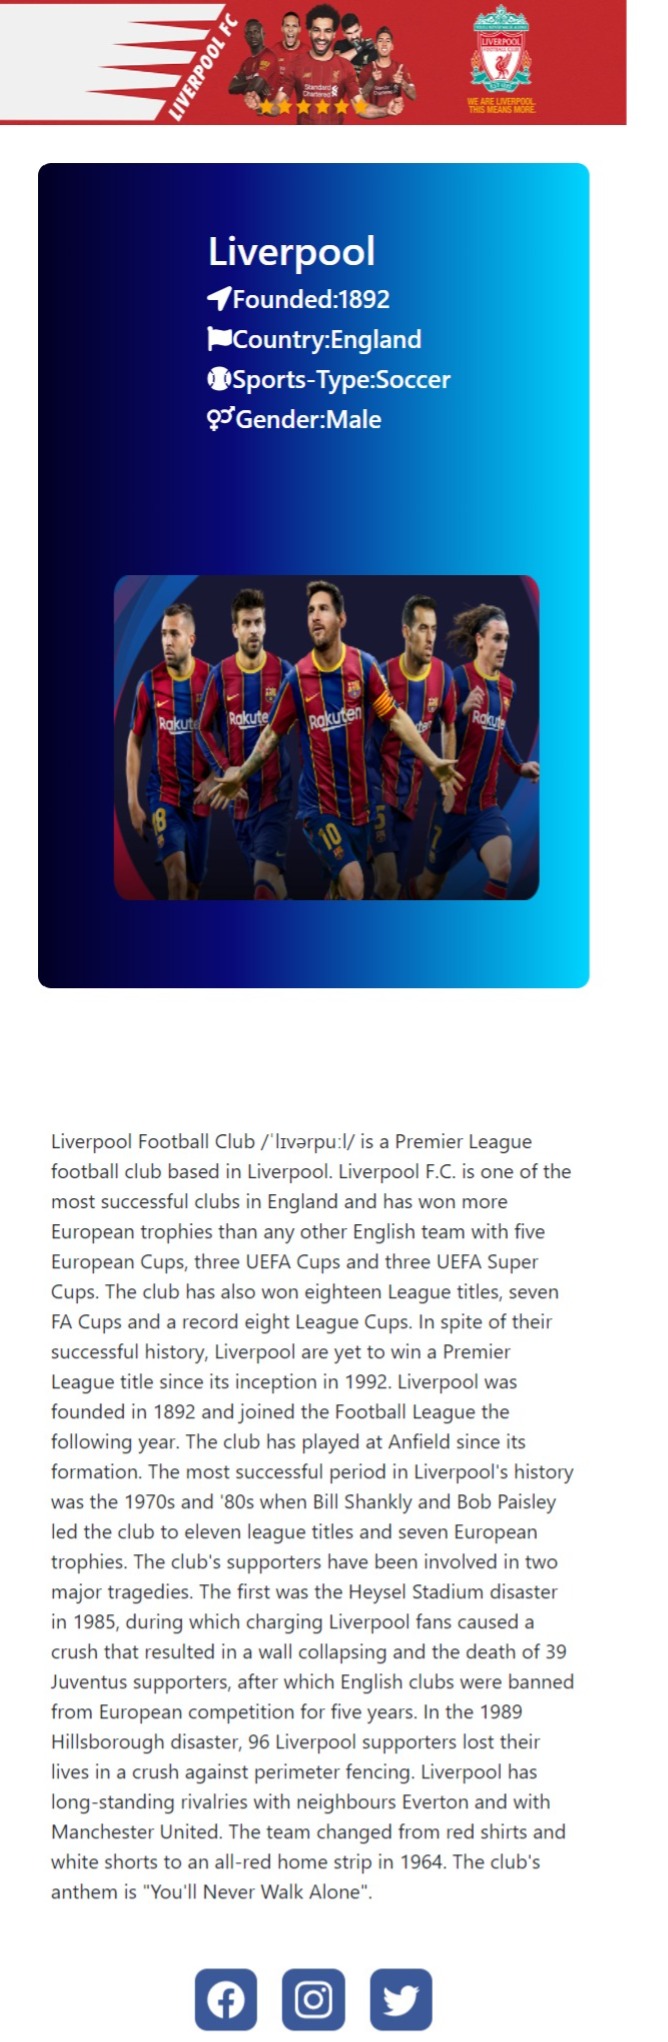 LIVERPOOL FC
Standard
Chartered
LIVERPOOL
FOOTBALL CLUB
WE ARE LIVERPOOL.
THIS MEANS MORE.
Liverpool
Founded:1892
Country:England
Sports-Type:Soccer
Gender:Male
Rakute
Rakute
Rakuten
Rakute
18
10
5
7
Liverpool Football Club /ˈlɪvərpuːl/ is a Premier League
football club based in Liverpool. Liverpool F.C. is one of the
most successful clubs in England and has won more
European trophies than any other English team with five
European Cups, three UEFA Cups and three UEFA Super
Cups. The club has also won eighteen League titles, seven
FA Cups and a record eight League Cups. In spite of their
successful history, Liverpool are yet to win a Premier
League title since its inception in 1992. Liverpool was
founded in 1892 and joined the Football League the
following year. The club has played at Anfield since its
formation. The most successful period in Liverpool's history
was the 1970s and '80s when Bill Shankly and Bob Paisley
led the club to eleven league titles and seven European
trophies. The club's supporters have been involved in two
major tragedies. The first was the Heysel Stadium disaster
in 1985, during which charging Liverpool fans caused a
crush that resulted in a wall collapsing and the death of 39
Juventus supporters, after which English clubs were banned
from European competition for five years. In the 1989
Hillsborough disaster, 96 Liverpool supporters lost their
lives in a crush against perimeter fencing. Liverpool has
long-standing rivalries with neighbours Everton and with
Manchester United. The team changed from red shirts and
white shorts to an all-red home strip in 1964. The club's
anthem is "You'll Never Walk Alone".